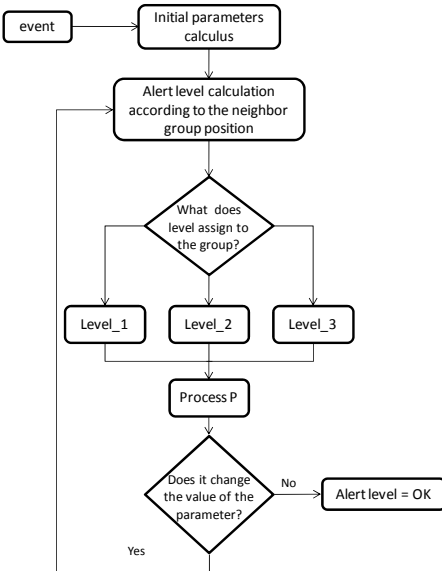 event
Initial parameters
calculus
Alert level calculation
according to the neighbor
group position
What does
level assign to
the group?
Level_1
Level_2
Level_3
Process P
Does it change
the value of the
parameter?
No
Alert level = OK
Yes